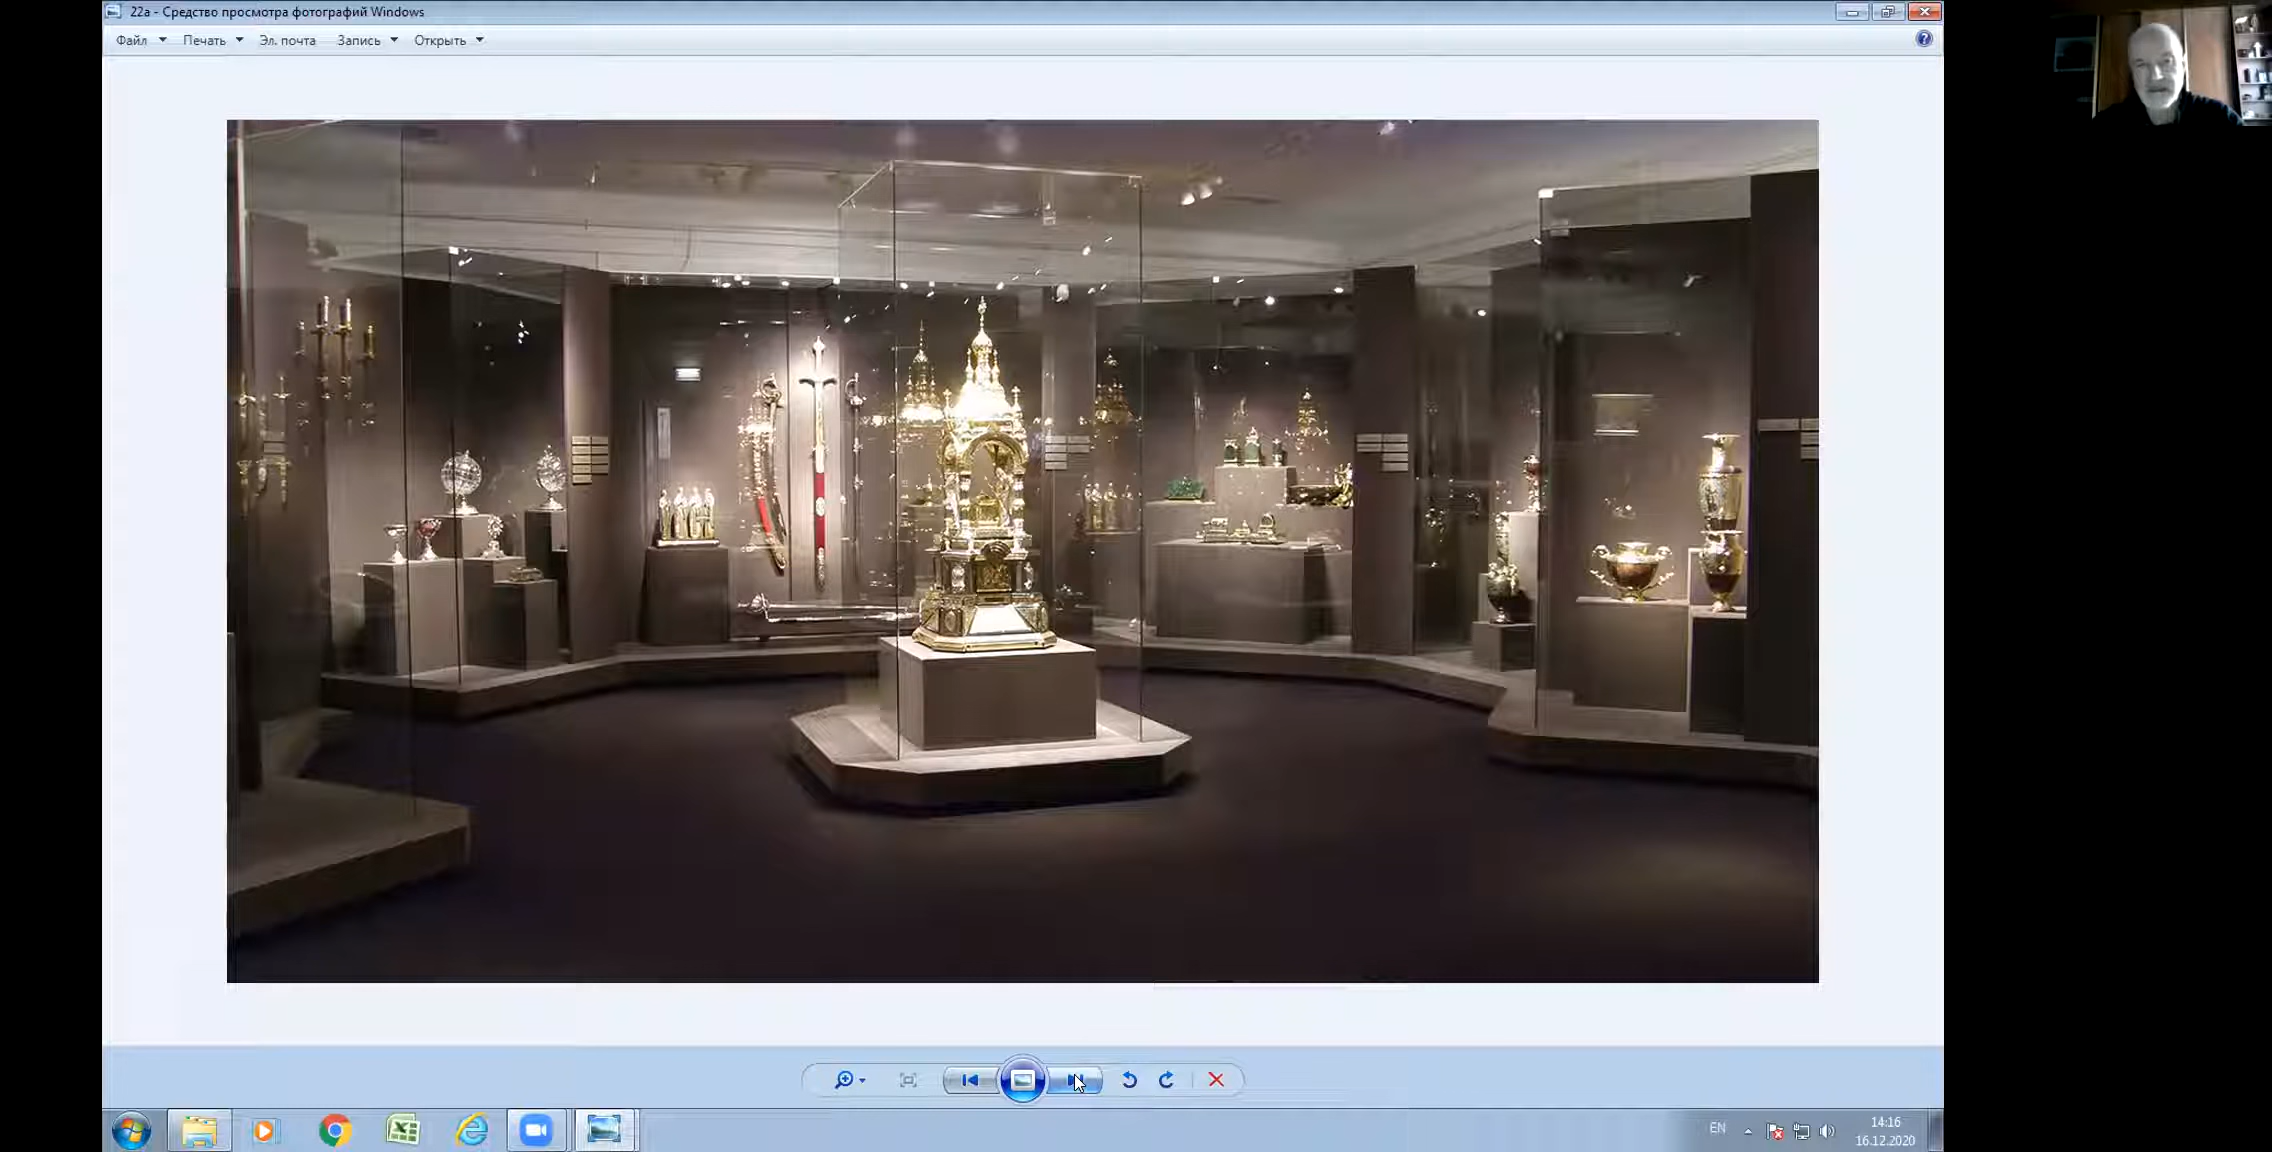 22a - Средство просмотра фотографий Windows
Файл Печать Эл. почта Запись Открыть
EN
14:16
16.12.2020